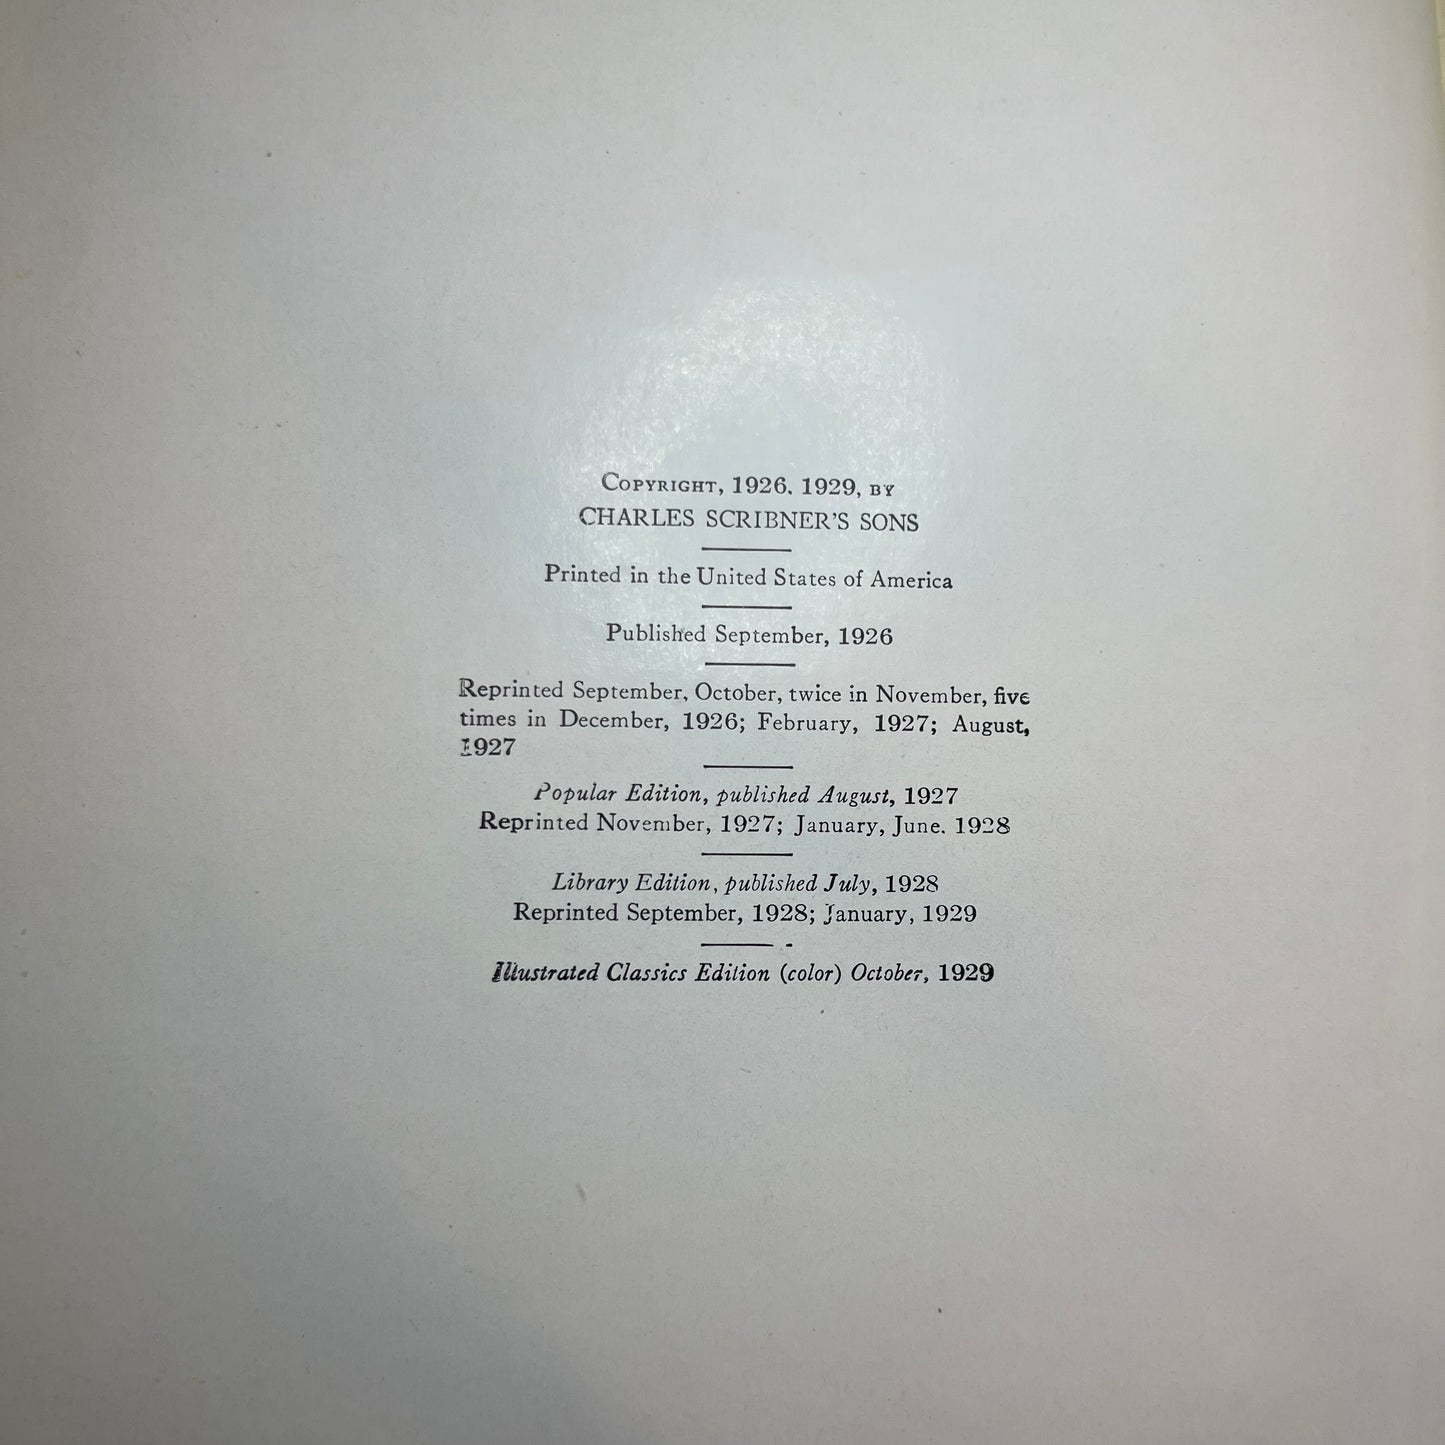 COPYRIGHT, 1926. 1929, BY
CHARLES SCRIBNER'S SONS
Printed in the United States of America
Published September, 1926
Reprinted September, October, twice in November, five
times in December, 1926; February, 1927; August,
1927
Popular Edition, published August, 1927
Reprinted November, 1927; January, June. 1928
Library Edition, published July, 1928
Reprinted September, 1928; January, 1929
Illustrated Classics Edition (color) October, 1929